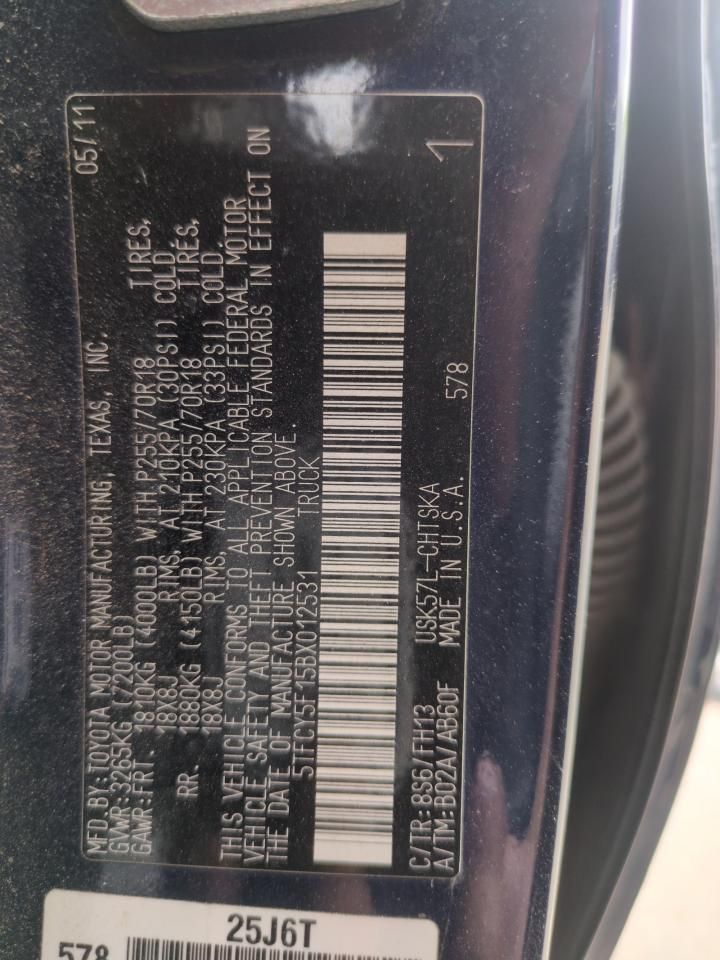 MFD.BY:TOYOTA MOTOR MANUFACTURING, TEXAS, INC. 05/11
GVWR:3265KG (7200LB)
GAWR:FRT 1810KG (4000LB) WITH P255/70R18 TIRES,
18X8J RIMS, AT 210KPA (30PSI) COLD.
RR. 1880KG (4150LB) WITH P255/70R18 TIRES,
18X8J RIMS, AT 230KPA (33PSI) COLD.
THIS VEHICLE CONFORMS TO ALL APPLICABLE FEDERAL MOTOR
VEHICLE SAFETY AND THEFT PREVENTION STANDARDS IN EFFECT ON
THE DATE OF MANUFACTURE SHOWN ABOVE.
5TFCY5F15BX012531 TRUCK
C/TR:8S6/FH13 USK57L-CHTSKA 1
A/TM:B02A/AB60F MADE IN U.S.A. 578
25J6T
578